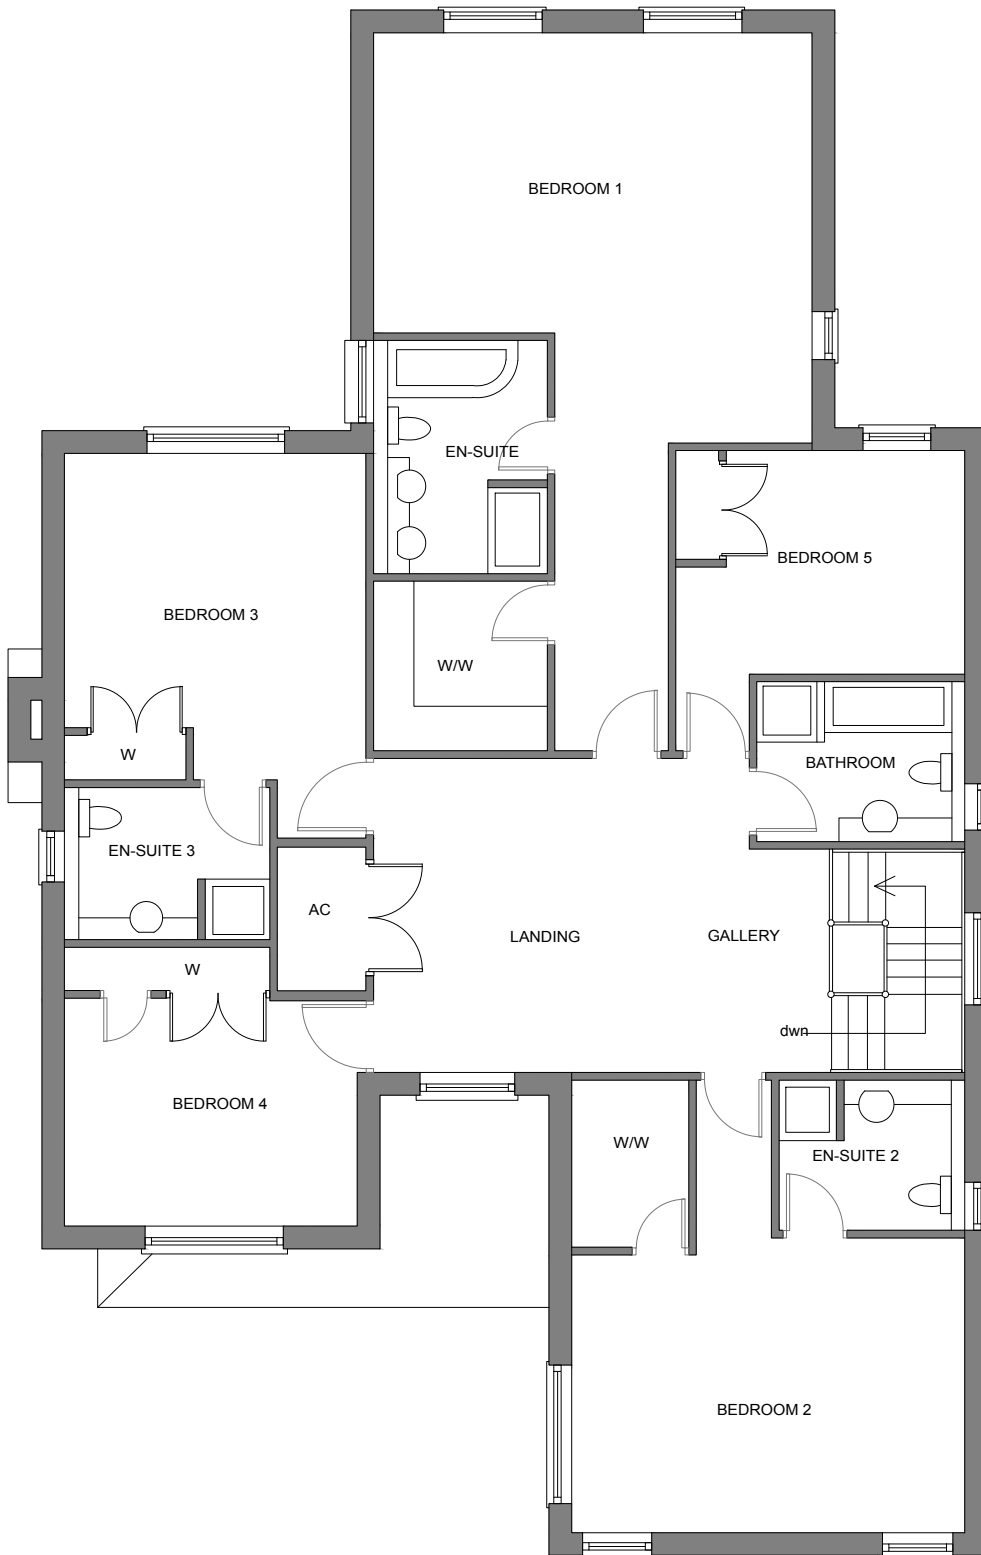 BEDROOM 1
EN-SUITE
BEDROOM 5
BEDROOM 3
W/W
W
BATHROOM
EN-SUITE 3
AC
LANDING
GALLERY
W
dwn
BEDROOM 4
W/W
EN-SUITE 2
BEDROOM 2